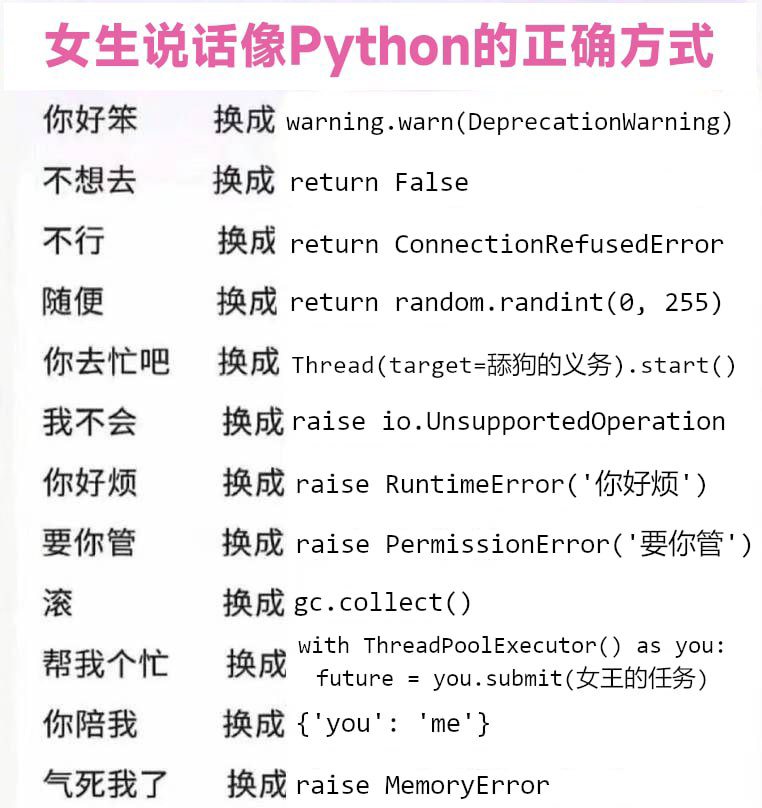 女生说话像Python的正确方式
你好笨 换成 warning.warn(DeprecationWarning)
不想去 换成 return False
不行 换成 return ConnectionRefusedError
随便 换成 return random.randint(0, 255)
你去忙吧 换成 Thread(target=舔狗的义务).start()
我不会 换成 raise io.UnsupportedOperation
你好烦 换成 raise RuntimeError('你好烦')
要你管 换成 raise PermissionError('要你管')
滚 换成 gc.collect()
帮我个忙 换成 with ThreadPoolExecutor() as you:
future = you.submit(女王的任务)
你陪我 换成 {'you': 'me'}
气死我了 换成 raise MemoryError